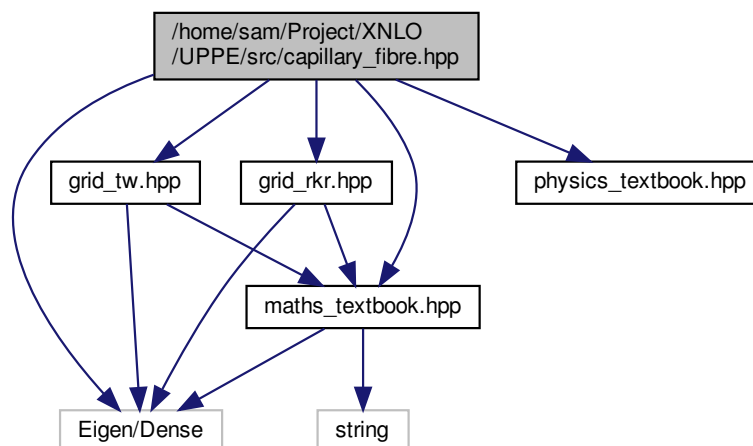 /home/sam/Project/XNLO
/UPPE/src/capillary_fibre.hpp
grid_tw.hpp
grid_rkr.hpp
physics_textbook.hpp
maths_textbook.hpp
Eigen/Dense
string